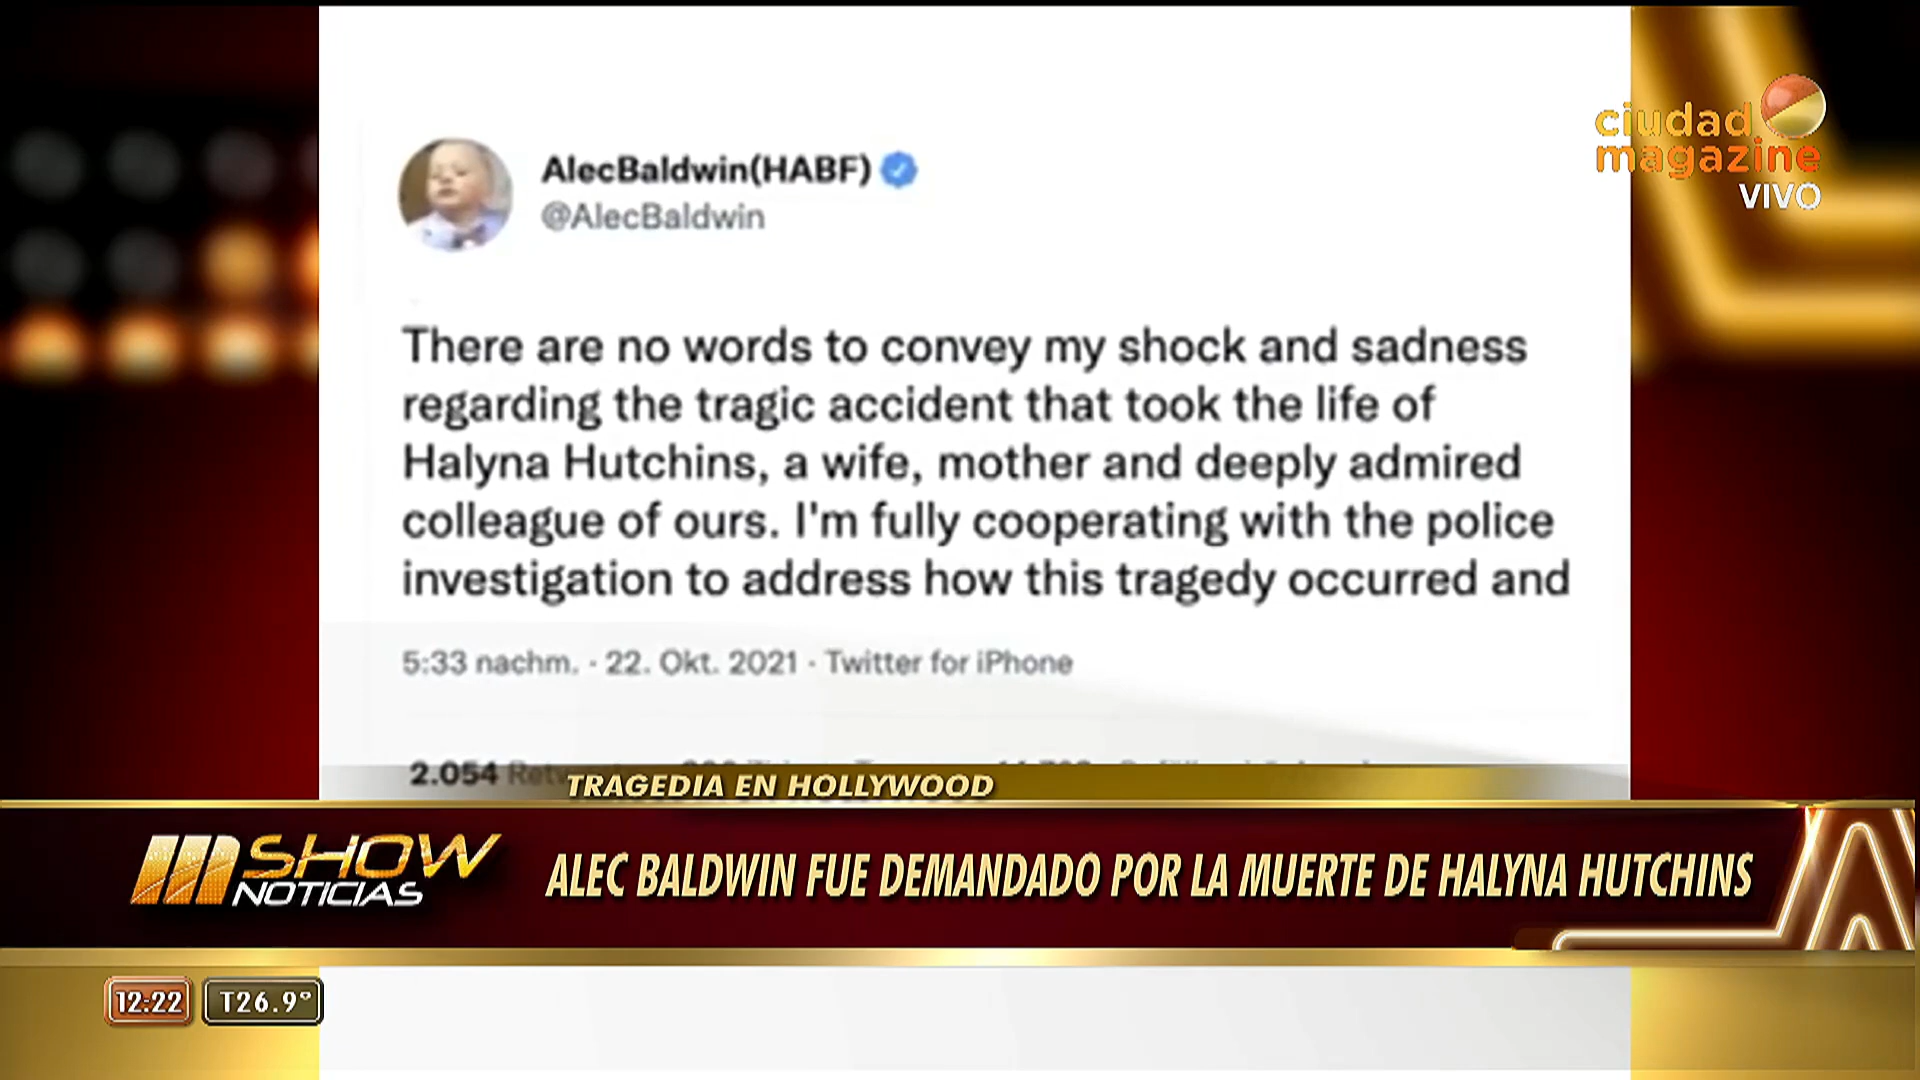 ciudad
magazine
VIVO
AlecBaldwin(HABF)
@AlecBaldwin
There are no words to convey my shock and sadness
regarding the tragic accident that took the life of
Halyna Hutchins, a wife, mother and deeply admired
colleague of ours. I'm fully cooperating with the police
investigation to address how this tragedy occurred and
5:33 nachm. · 22. Okt. 2021 · Twitter for iPhone
2.054
TRAGEDIA EN HOLLYWOOD
SHOW
NOTICIAS
ALEC BALDWIN FUE DEMANDADO POR LA MUERTE DE HALYNA HUTCHINS
12:22 T26.9°